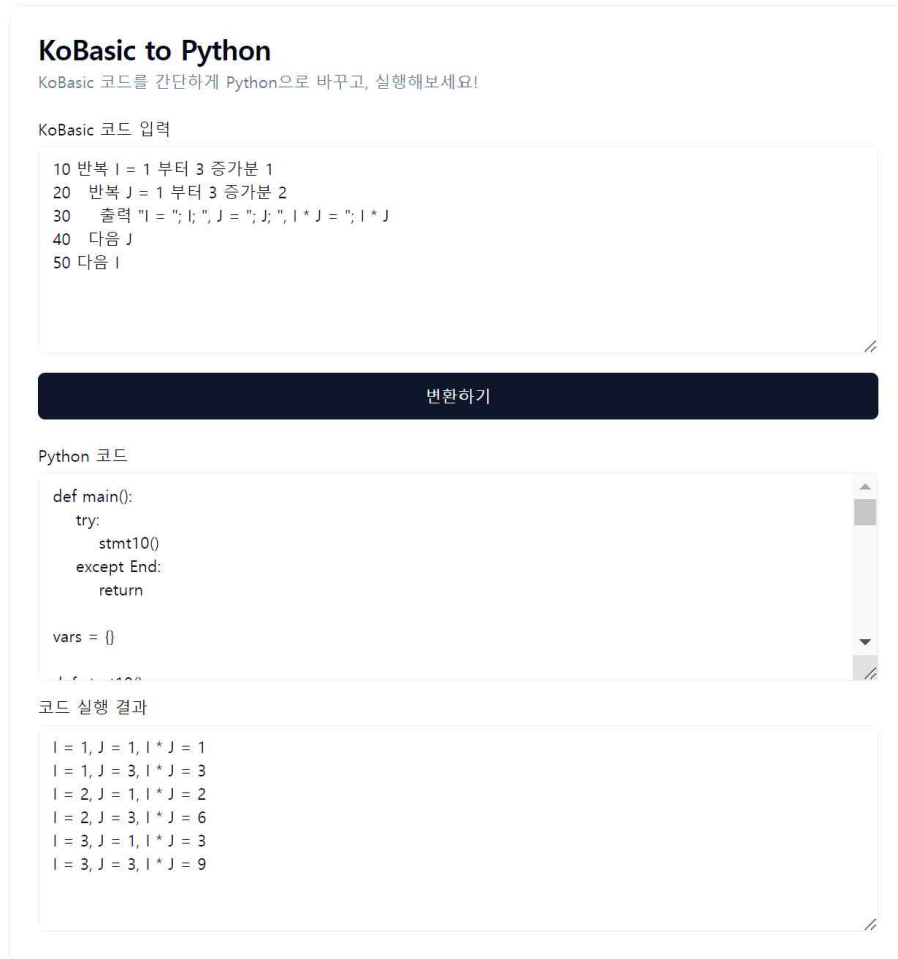 KoBasic to Python
KoBasic 코드를 간단하게 Python으로 바꾸고, 실행해보세요!
KoBasic 코드 입력
10 반복 I = 1 부터 3 증가분 1
20    반복 J = 1 부터 3 증가분 2
30      출력 "I = "; I; ", J = "; J; ", I * J = "; I * J
40    다음 J
50 다음 I
변환하기
Python 코드
def main():
    try:
        stmt10()
    except End:
        return
vars = {}
코드 실행 결과
I = 1, J = 1, I * J = 1
I = 1, J = 3, I * J = 3
I = 2, J = 1, I * J = 2
I = 2, J = 3, I * J = 6
I = 3, J = 1, I * J = 3
I = 3, J = 3, I * J = 9